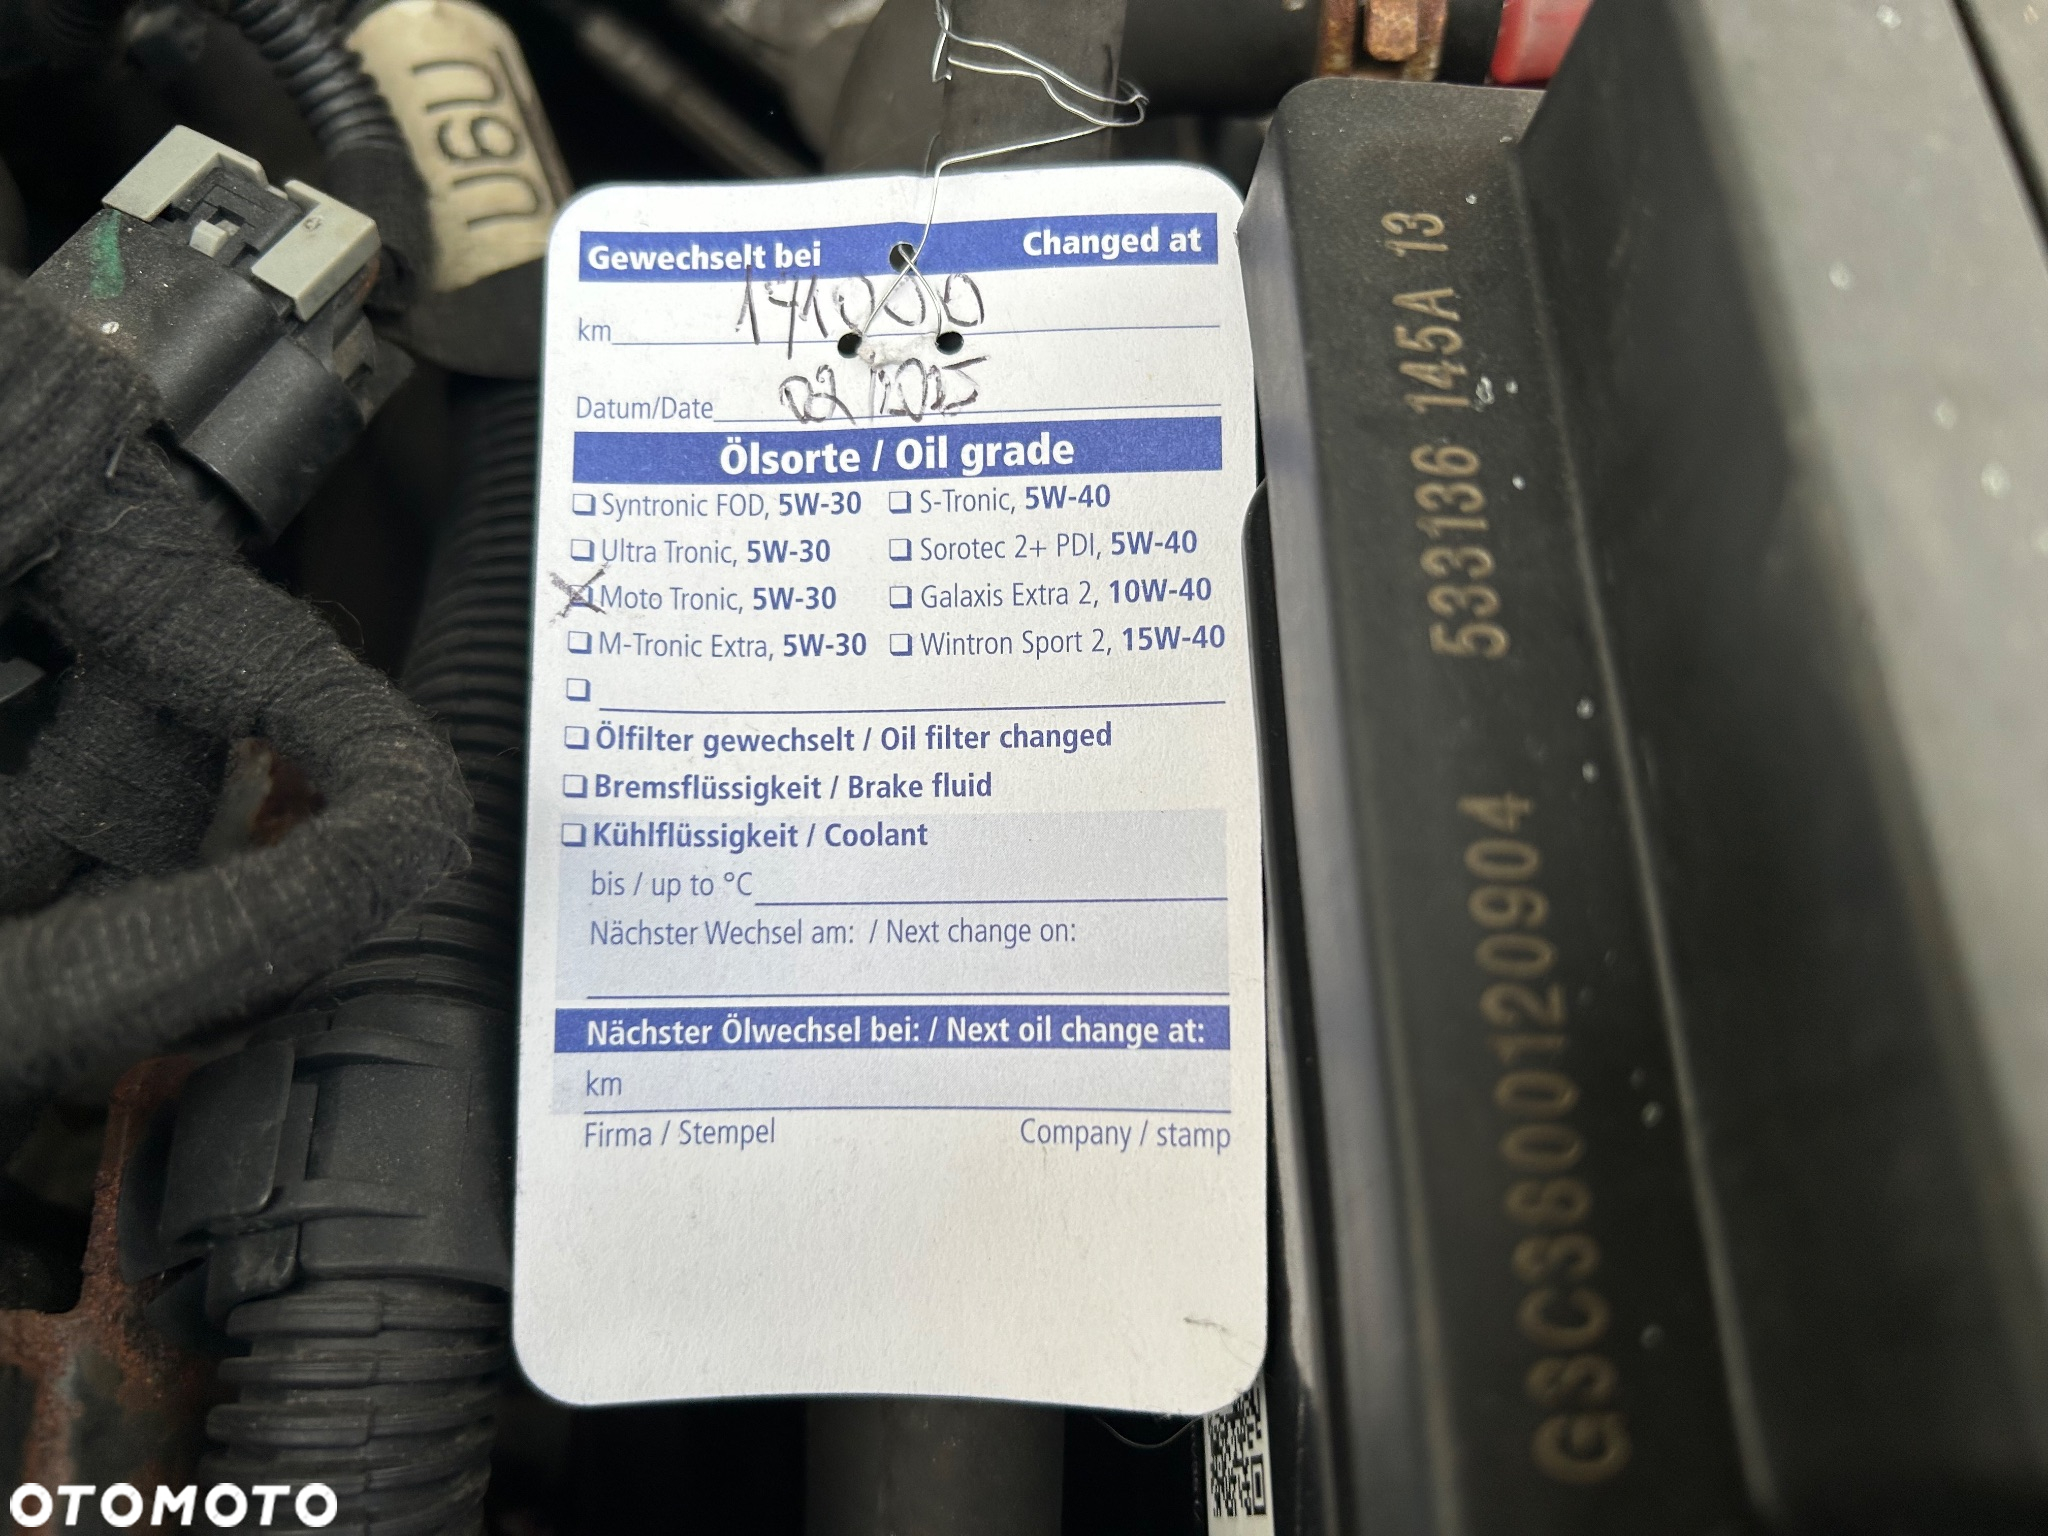 U6U
Gewechselt bei Changed at
km 171000
Datum/Date 02/2025
Ölsorte / Oil grade
Syntronic FOD, 5W-30 S-Tronic, 5W-40
Ultra Tronic, 5W-30 Sorotec 2+ PDI, 5W-40
Moto Tronic, 5W-30 Galaxis Extra 2, 10W-40
M-Tronic Extra, 5W-30 Wintron Sport 2, 15W-40
Ölfilter gewechselt / Oil filter changed
Bremsflüssigkeit / Brake fluid
Kühlflüssigkeit / Coolant
bis / up to °C
Nächster Wechsel am: / Next change on:
Nächster Ölwechsel bei: / Next oil change at:
km
Firma / Stempel Company / stamp
533136 145A 13
G3C3800120904
OTOMOTO